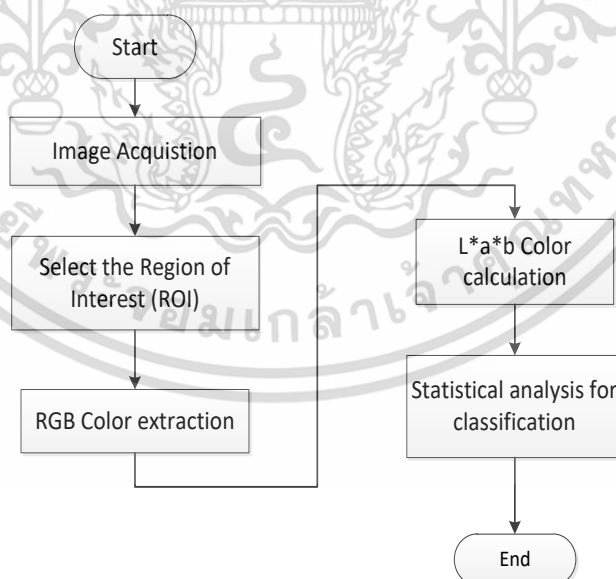 Start
Image Acquistion
Select the Region of
Interest (ROI)
RGB Color extraction
L*a*b Color
calculation
Statistical analysis for
classification
End